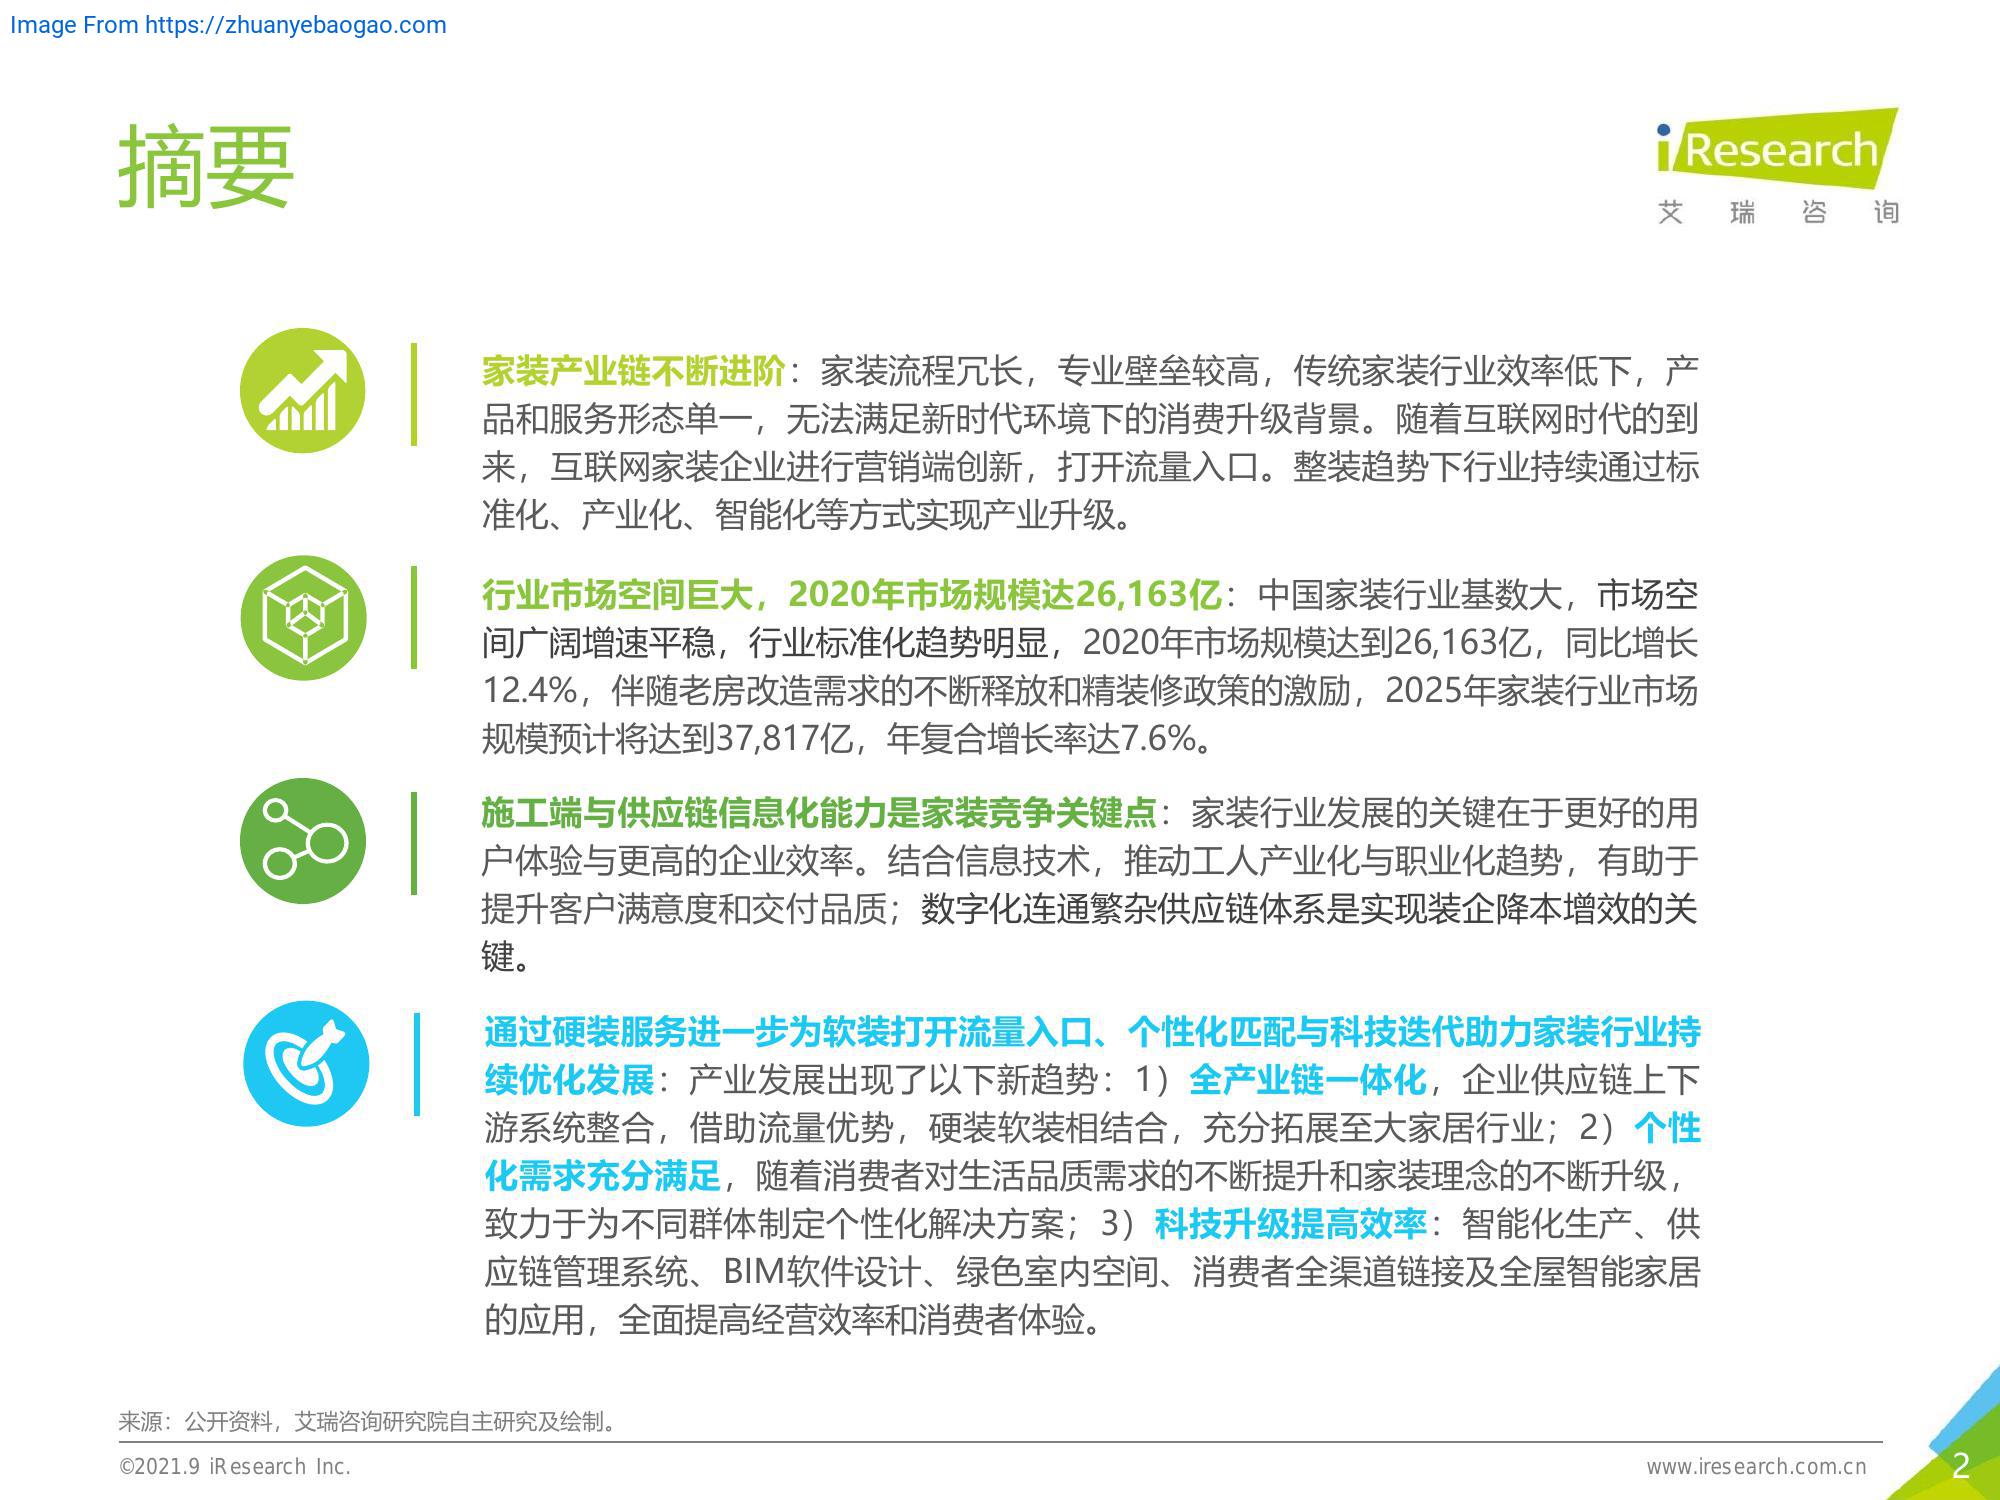 Image From https://zhuanyebaogao.com
摘要
iResearch
艾瑞咨询
家装产业链不断进阶：家装流程冗长，专业壁垒较高，传统家装行业效率低下，产
品和服务形态单一，无法满足新时代环境下的消费升级背景。随着互联网时代的到
来，互联网家装企业进行营销端创新，打开流量入口。整装趋势下行业持续通过标
准化、产业化、智能化等方式实现产业升级。
行业市场空间巨大，2020年市场规模达26,163亿：中国家装行业基数大，市场空
间广阔增速平稳，行业标准化趋势明显，2020年市场规模达到26,163亿，同比增长
12.4%，伴随老房改造需求的不断释放和精装修政策的激励，2025年家装行业市场
规模预计将达到37,817亿，年复合增长率达7.6%。
施工端与供应链信息化能力是家装竞争关键点：家装行业发展的关键在于更好的用
户体验与更高的企业效率。结合信息技术，推动工人产业化与职业化趋势，有助于
提升客户满意度和交付品质；数字化连通繁杂供应链体系是实现装企降本增效的关
键。
通过硬装服务进一步为软装打开流量入口、个性化匹配与科技迭代助力家装行业持
续优化发展：产业发展出现了以下新趋势：1）全产业链一体化，企业供应链上下
游系统整合，借助流量优势，硬装软装相结合，充分拓展至大家居行业；2）个性
化需求充分满足，随着消费者对生活品质需求的不断提升和家装理念的不断升级，
致力于为不同群体制定个性化解决方案；3）科技升级提高效率：智能化生产、供
应链管理系统、BIM软件设计、绿色室内空间、消费者全渠道链接及全屋智能家居
的应用，全面提高经营效率和消费者体验。
来源：公开资料，艾瑞咨询研究院自主研究及绘制。
©2021.9 iResearch Inc.
www.iresearch.com.cn
2